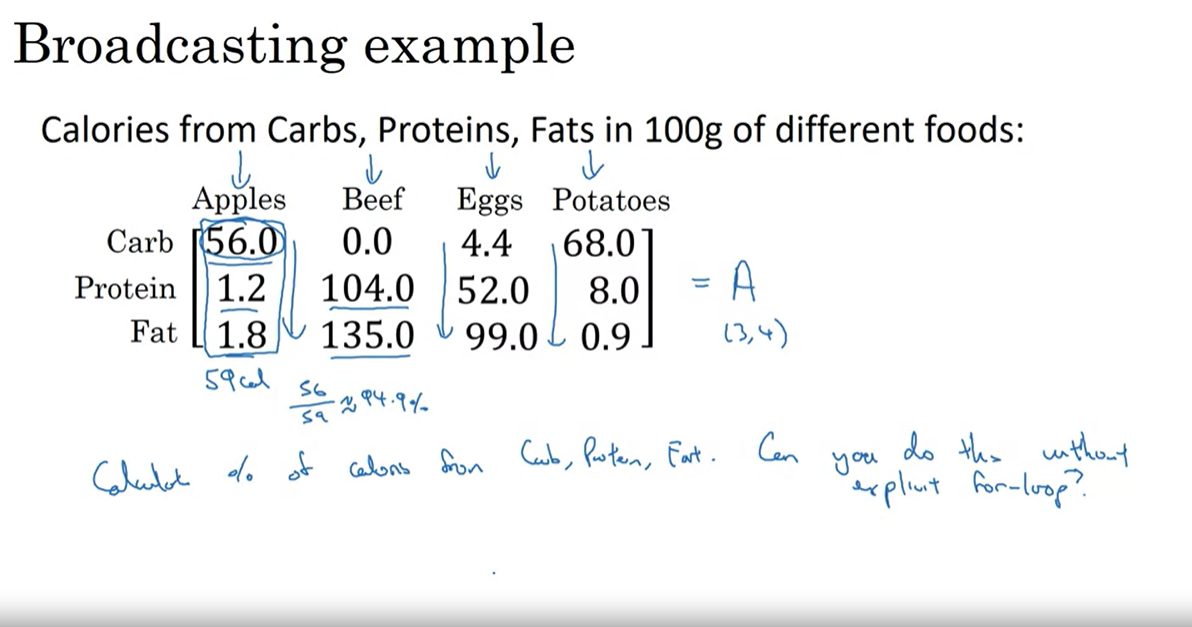 Broadcasting example
Calories from Carbs, Proteins, Fats in 100g of different foods:
Apples Beef Eggs Potatoes
Carb 56.0 0.0 4.4 68.0
Protein 1.2 104.0 52.0 8.0 = A
Fat 1.8 135.0 99.0 0.9 (3,4)
59cal
56/59 ≈ 94.9%
Calculate % of calories from Carb, Protein, Fat. Can you do this without
explicit for-loop?